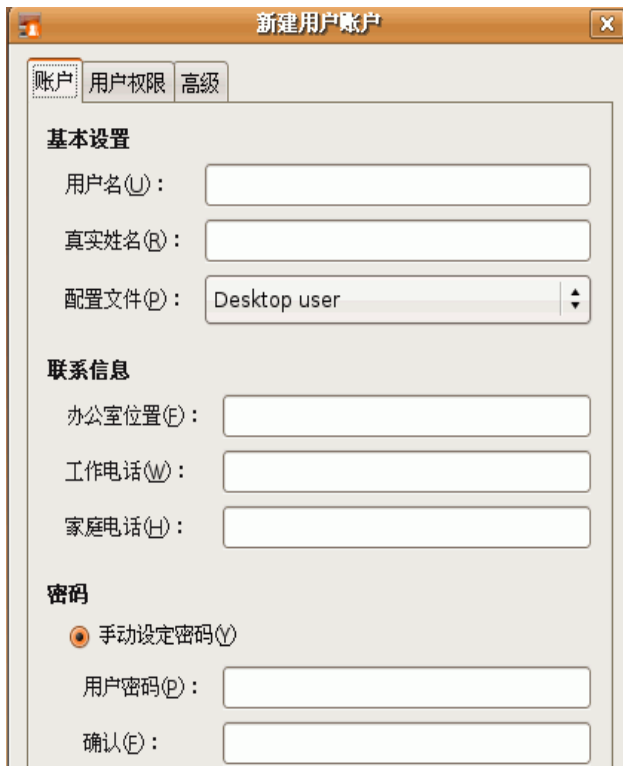 新建用户账户
账户 用户权限 高级
基本设置
用户名(U)：
真实姓名(R)：
配置文件(P)： Desktop user
联系信息
办公室位置(F)：
工作电话(W)：
家庭电话(H)：
密码
手动设定密码(Y)
用户密码(P)：
确认(F)：